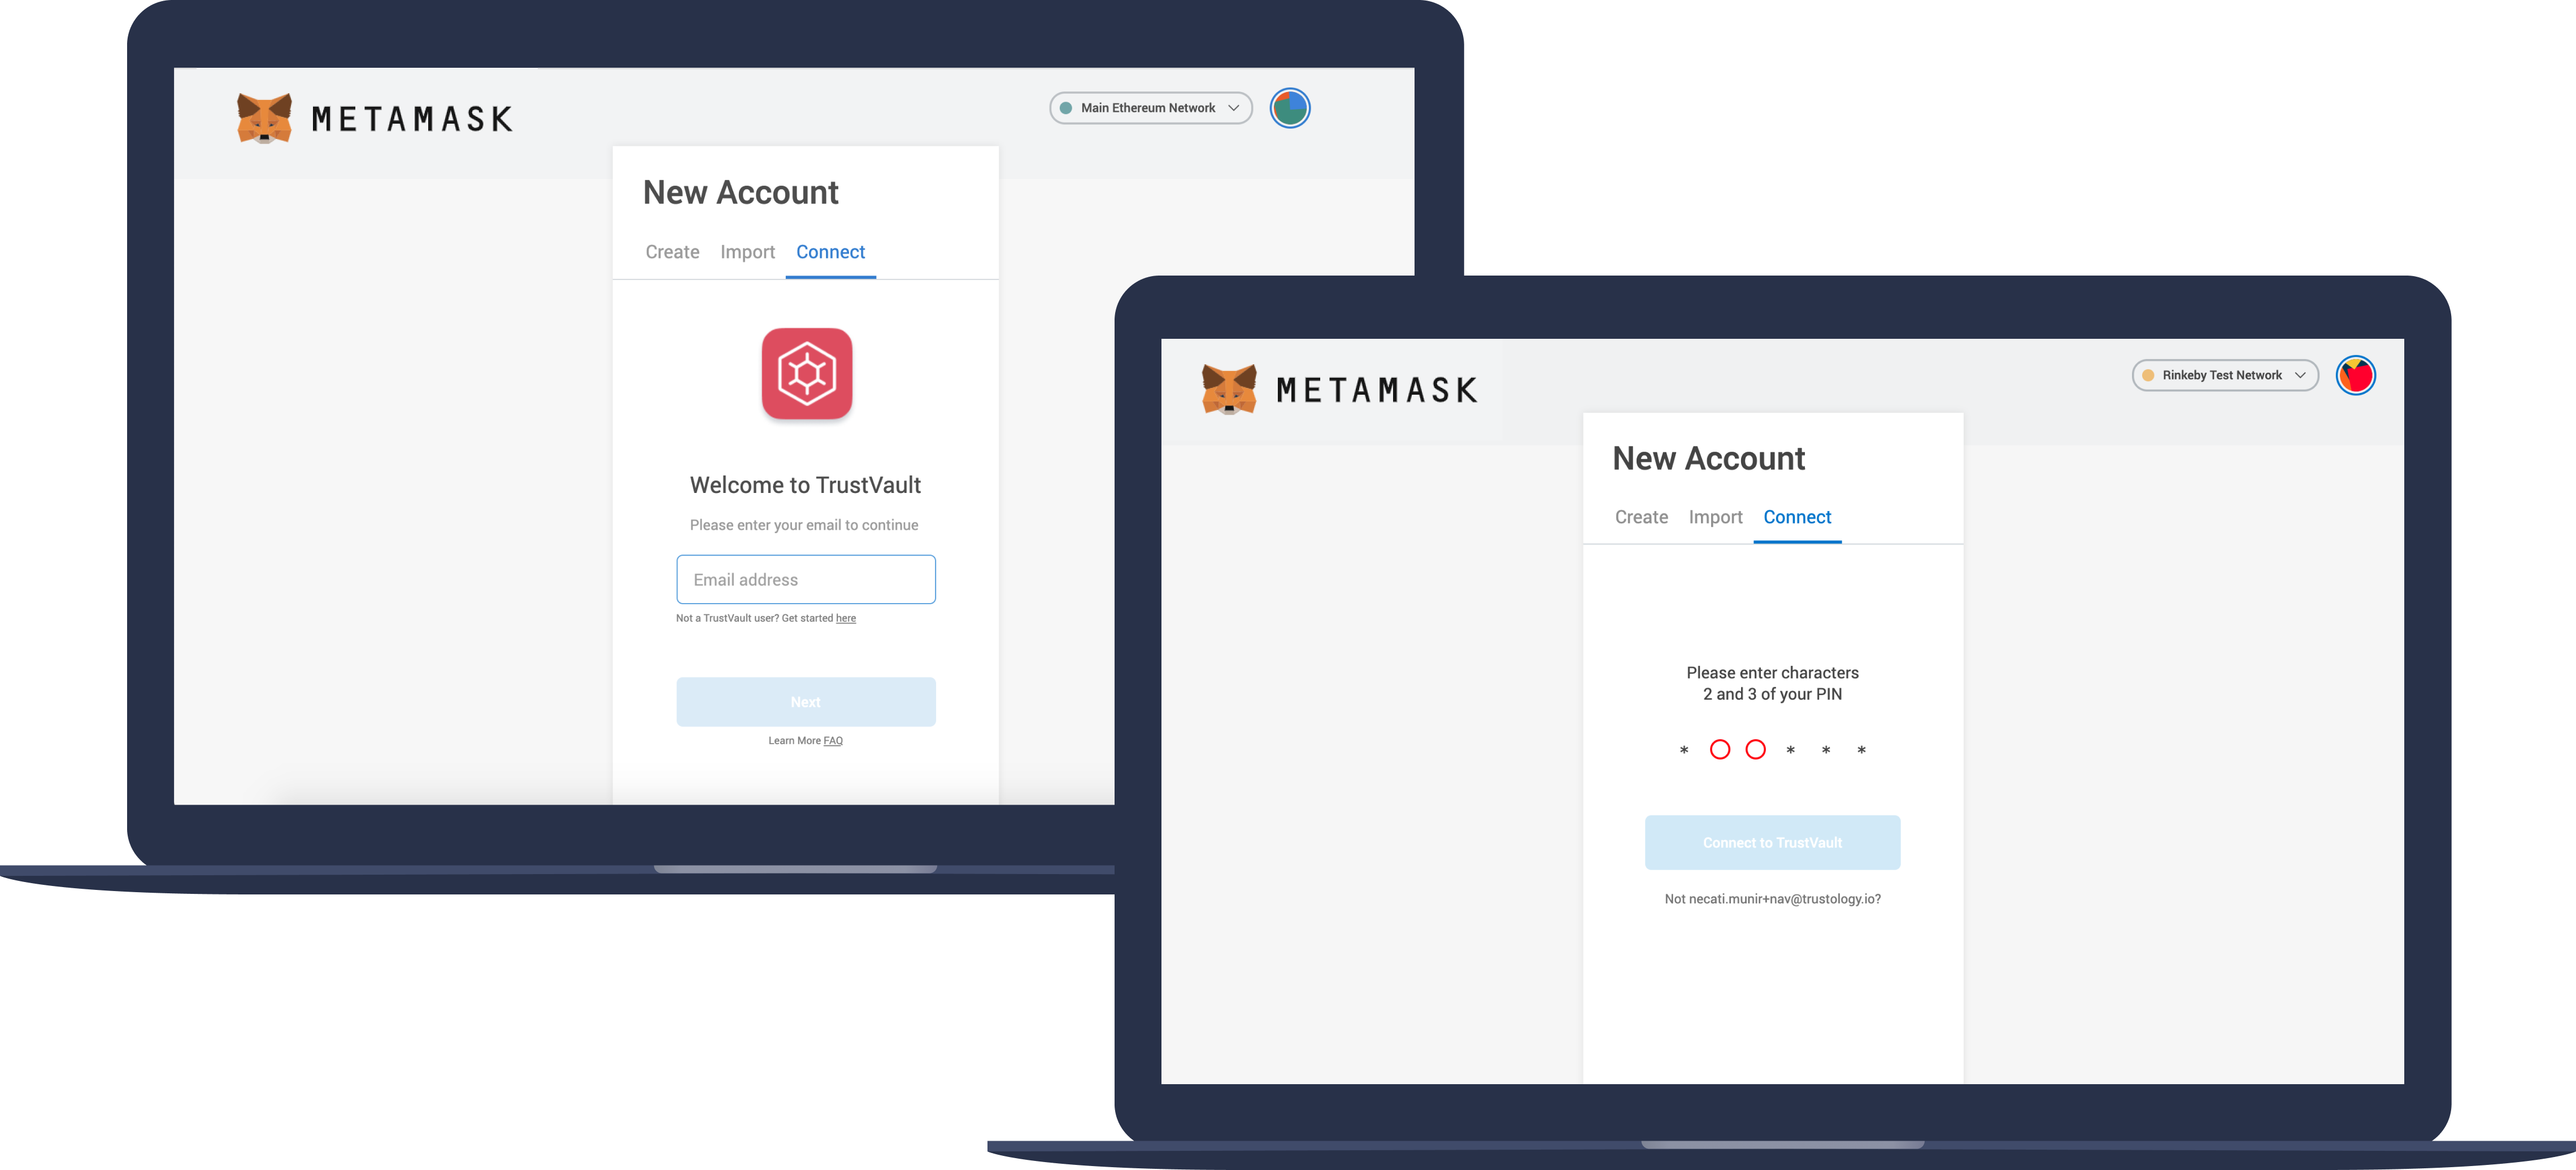 METAMASK
Main Ethereum Network
New Account
Create Import Connect
Welcome to TrustVault
Please enter your email to continue
Email address
Not a TrustVault user? Get started here
Next
Learn More FAQ
METAMASK
Rinkeby Test Network
New Account
Create Import Connect
Please enter characters
2 and 3 of your PIN
* * * *
Connect to TrustVault
Not necati.munir+nav@trustology.io?